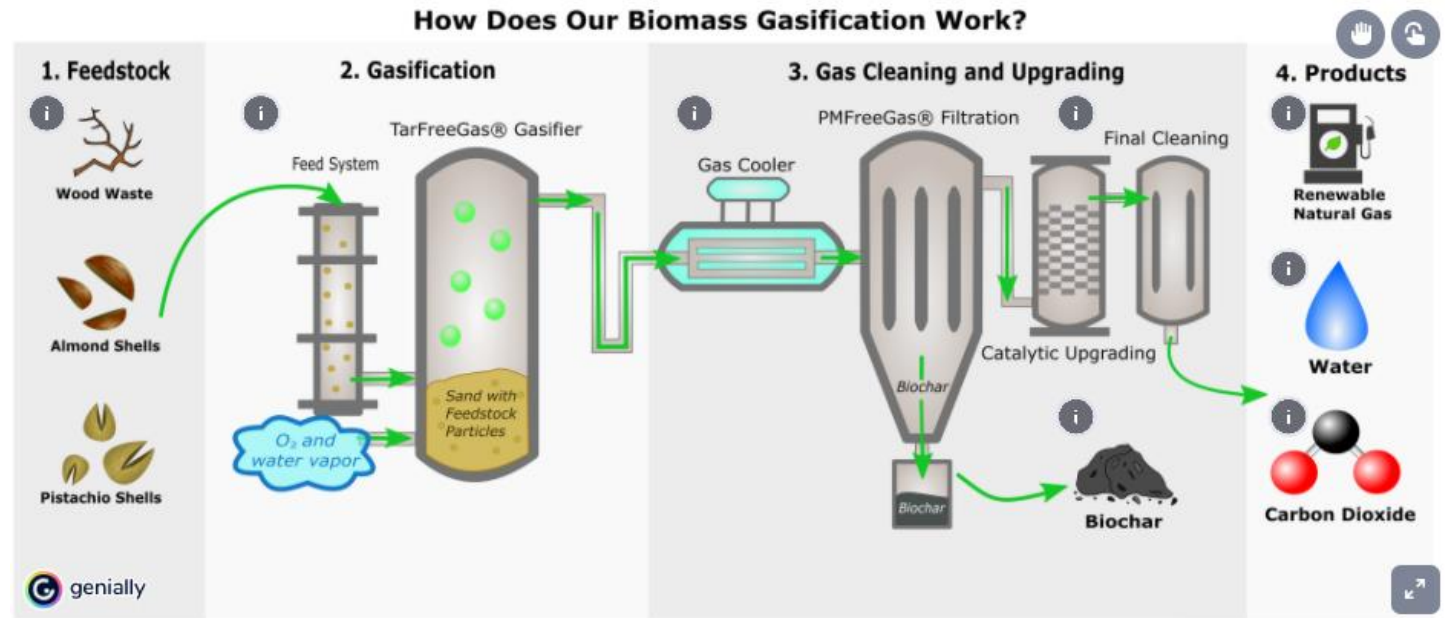 How Does Our Biomass Gasification Work?
1. Feedstock
i
Wood Waste
Almond Shells
Pistachio Shells
genially
2. Gasification
i
TarFreeGas® Gasifier
Feed System
Sand with
Feedstock
Particles
O₂ and
water vapor
3. Gas Cleaning and Upgrading
i
Gas Cooler
PMFreeGas® Filtration
i
Final Cleaning
Catalytic Upgrading
Biochar
Biochar
i
Biochar
4. Products
i
Renewable
Natural Gas
i
Water
i
Carbon Dioxide